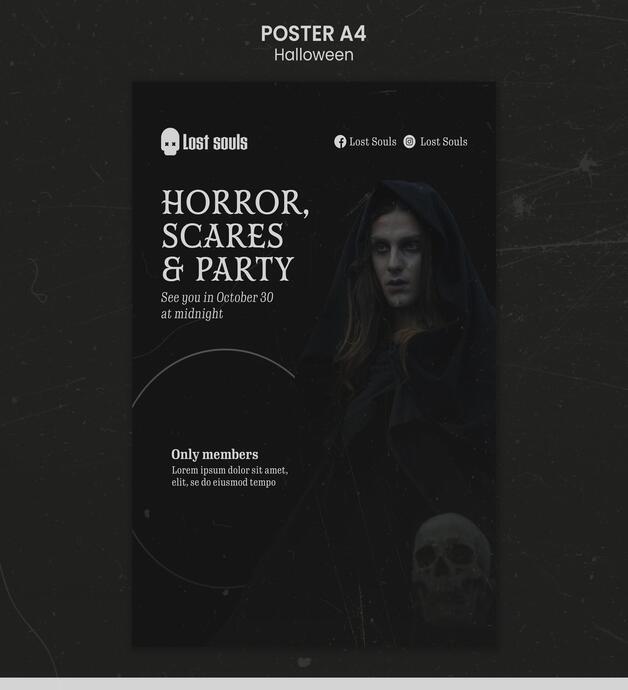 POSTER A4
Halloween
Lost souls
Lost Souls
Lost Souls
HORROR,
SCARES
& PARTY
See you in October 30
at midnight
Only members
Lorem ipsum dolor sit amet,
elit, se do eiusmod tempo